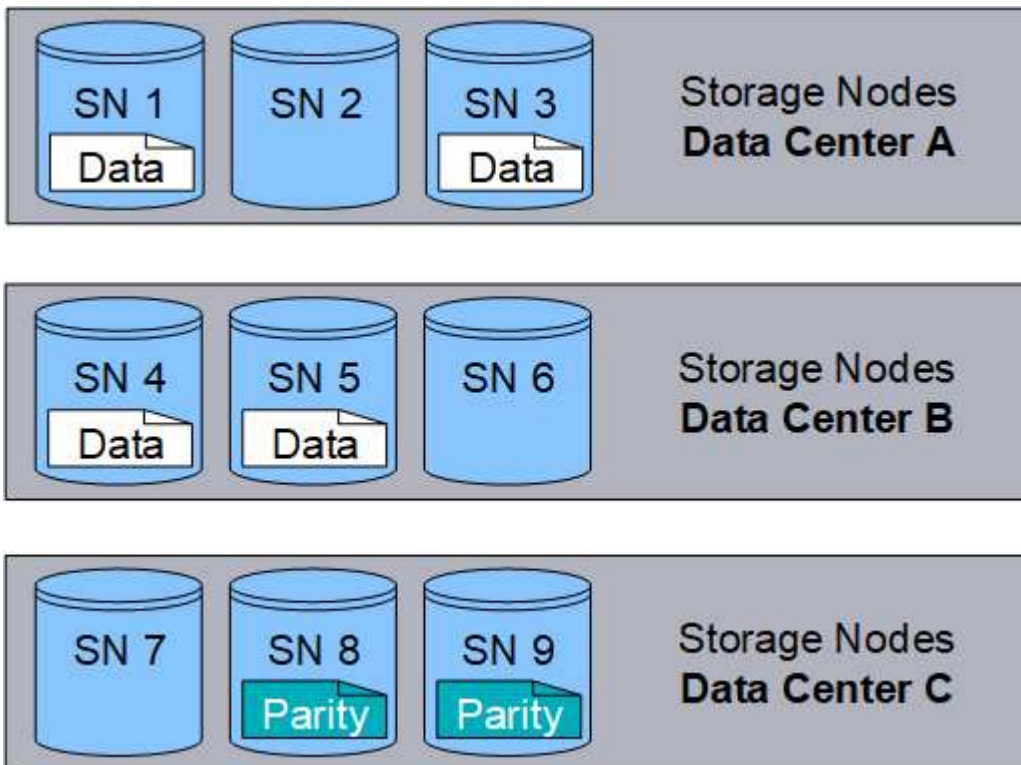 SN 1
SN 2
SN 3
Data
Data
Storage Nodes
Data Center A
SN 4
SN 5
SN 6
Data
Data
Storage Nodes
Data Center B
SN 7
SN 8
SN 9
Parity
Parity
Storage Nodes
Data Center C